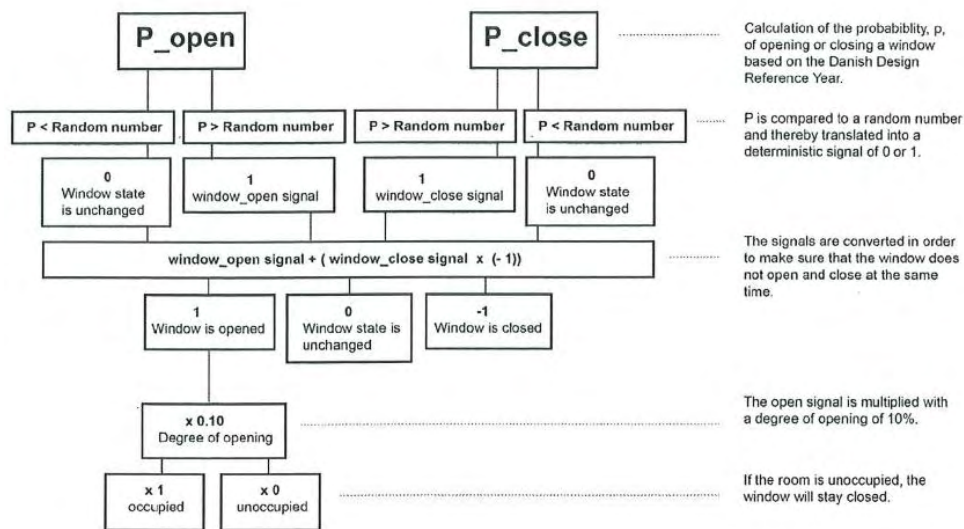 P_open
P_close
Calculation of the probabiblity, p,
of opening or closing a window
based on the Danish Design
Reference Year.
P < Random number
P > Random number
P > Random number
P < Random number
P is compared to a random number
and thereby translated into a
deterministic signal of 0 or 1.
0
Window state
is unchanged
1
window_open signal
1
window_close signal
0
Window state
is unchanged
window_open signal + ( window_close signal x (- 1))
The signals are converted in order
to make sure that the window does
not open and close at the same
time.
1
Window is opened
0
Window state is
unchanged
-1
Window is closed
x 0.10
Degree of opening
The open signal is multiplied with
a degree of opening of 10%.
x 1
occupied
x 0
unoccupied
If the room is unoccupied, the
window will stay closed.